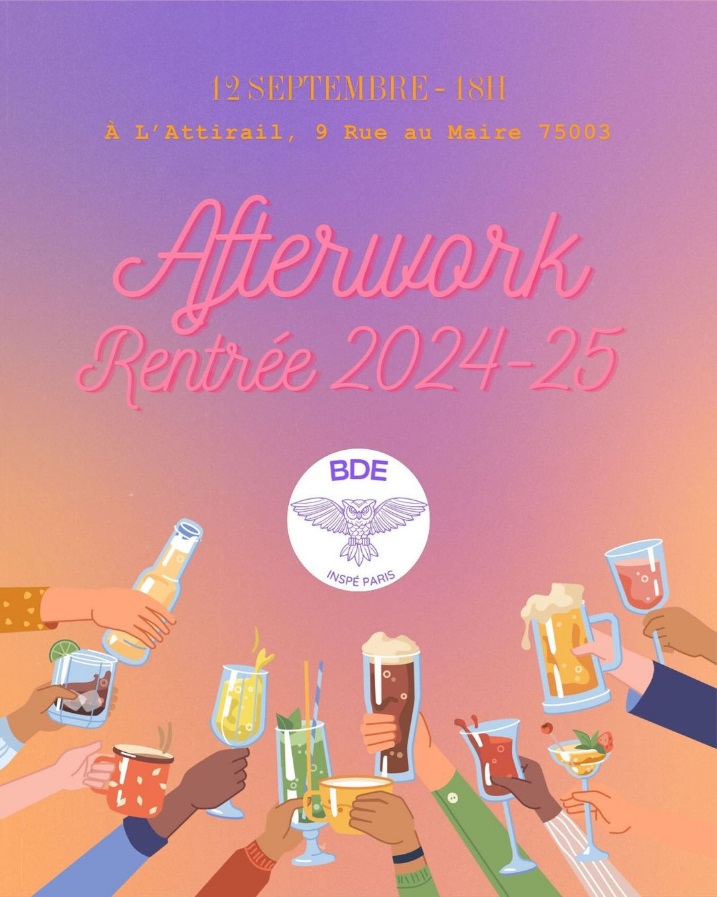 12 SEPTEMBRE - 18H
À L'Attirail, 9 Rue au Maire 75003
Afterwork
Rentrée 2024-25
BDE
INSPÉ PARIS